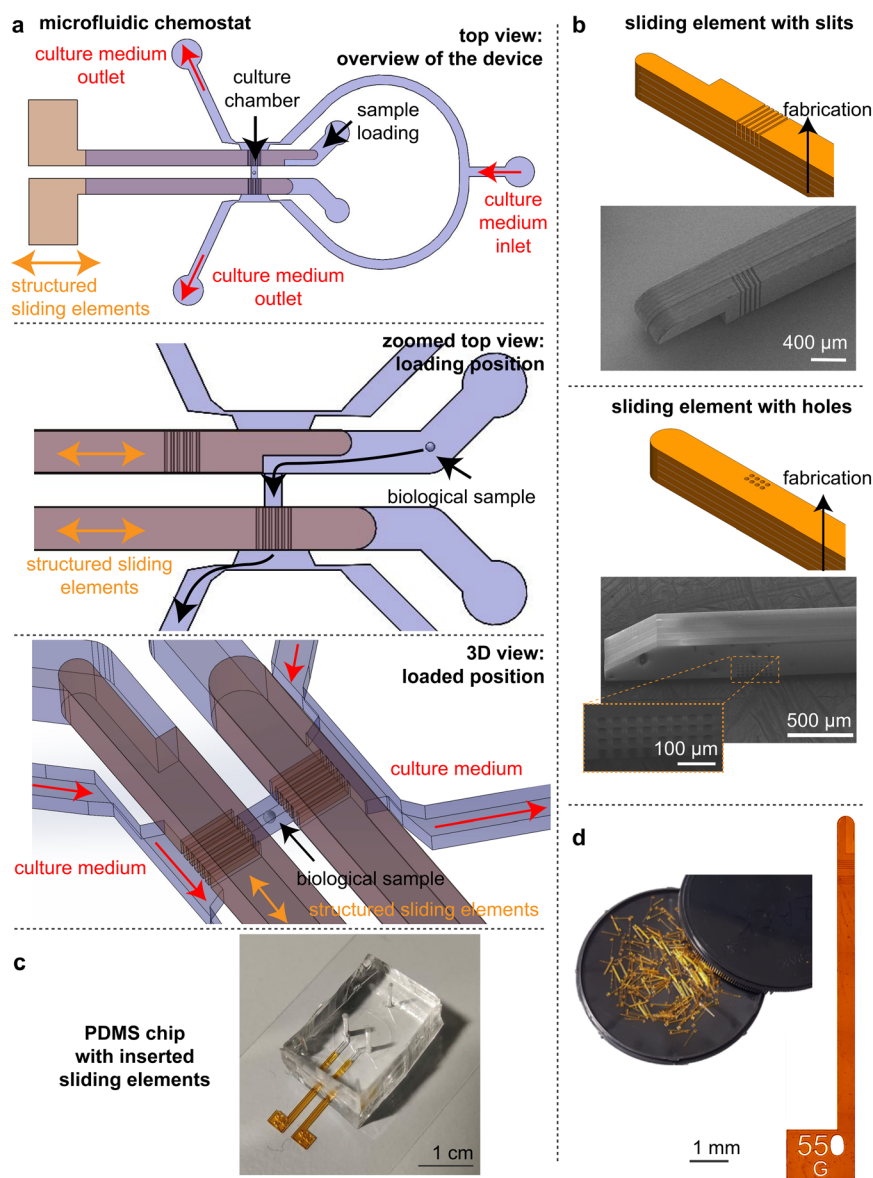 a
microfluidic chemostat
top view:
overview of the device
culture medium
outlet
culture
chamber
sample
loading
culture
medium
inlet
culture medium
outlet
structured
sliding elements
zoomed top view:
loading position
biological sample
structured sliding
elements
3D view:
loaded position
culture medium
culture medium
biological sample
structured sliding elements
c
PDMS chip
with inserted
sliding elements
1 cm
b
sliding element with slits
fabrication
400 µm
sliding element with holes
fabrication
500 µm
100 µm
d
1 mm
550
G